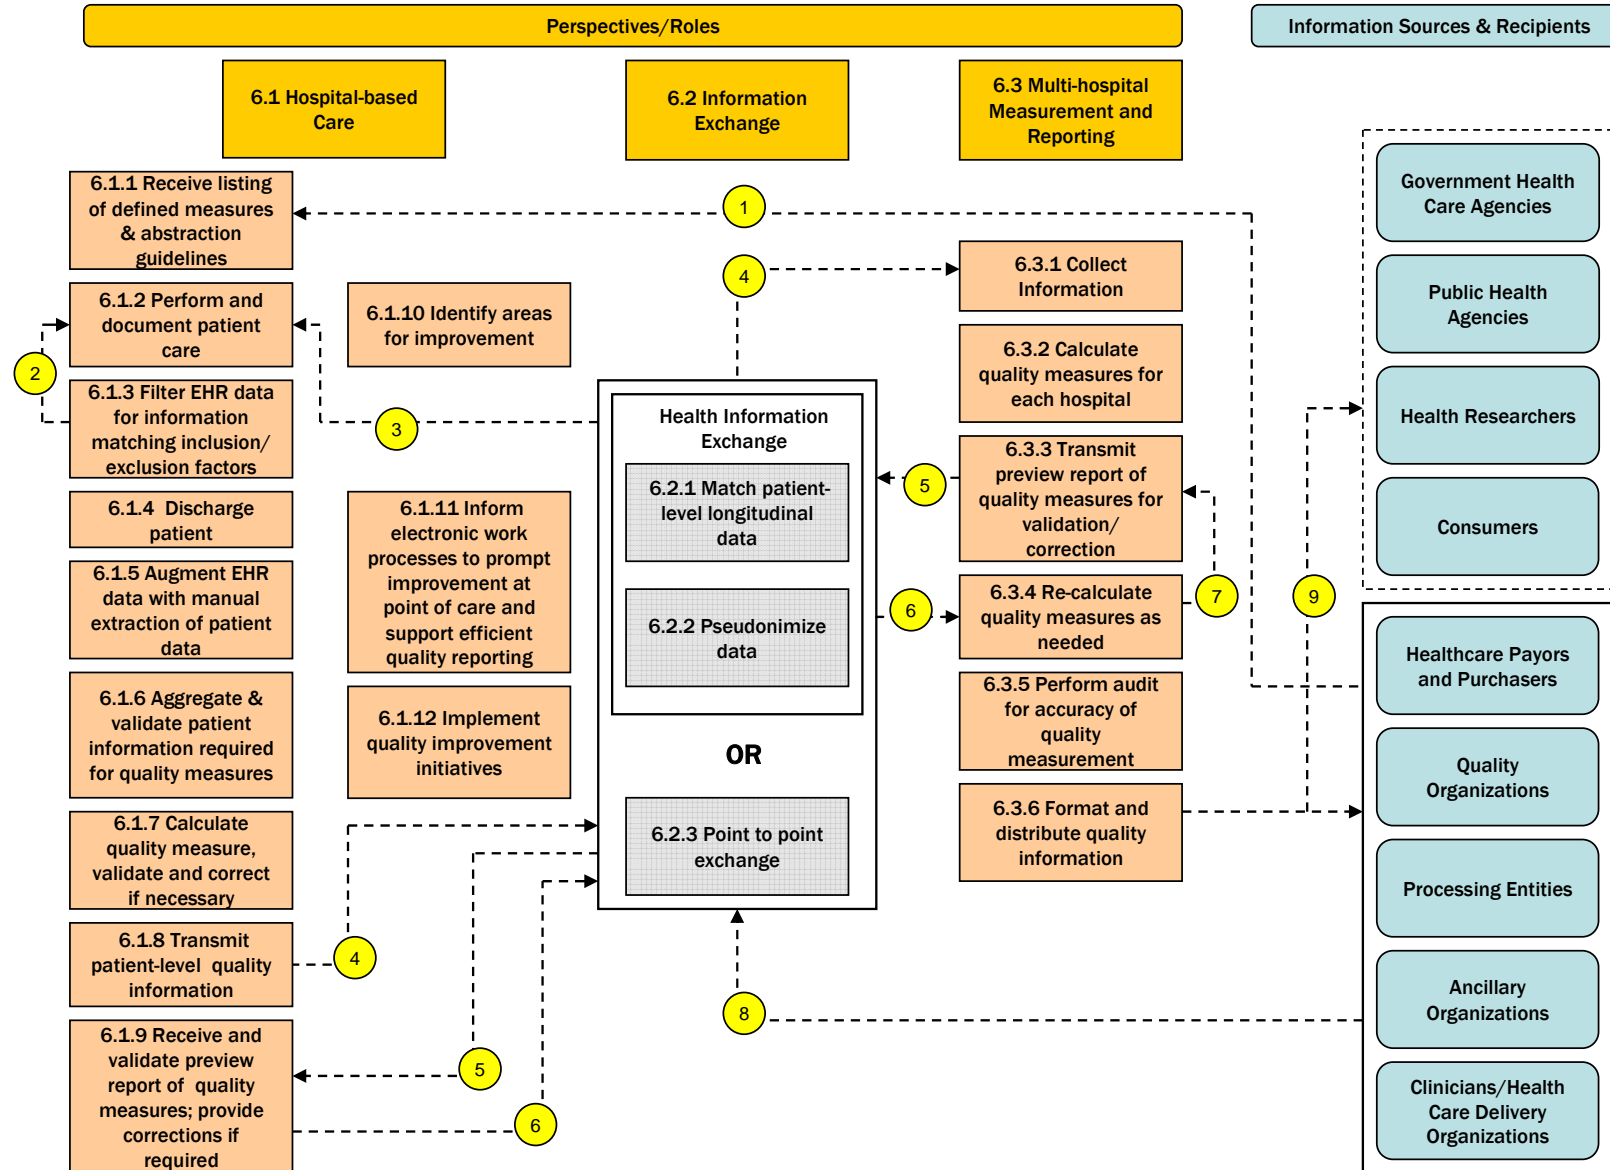 Perspectives/Roles
Information Sources & Recipients
6.1 Hospital-based
Care
6.2 Information
Exchange
6.3 Multi-hospital
Measurement and
Reporting
6.1.1 Receive listing
of defined measures
& abstraction
guidelines
1
6.1.2 Perform and
document patient
care
2
6.1.3 Filter EHR data
for information
matching inclusion/
exclusion factors
3
6.1.4  Discharge
patient
6.1.5 Augment EHR
data with manual
extraction of patient
data
6.1.6 Aggregate &
validate patient
information required
for quality measures
6.1.7 Calculate
quality measure,
validate and correct
if necessary
6.1.8 Transmit
patient-level  quality
information
4
6.1.9 Receive and
validate preview
report of  quality
measures; provide
corrections if
required
5
6
6.1.10 Identify areas
for improvement
6.1.11 Inform
electronic work
processes to prompt
improvement at
point of care and
support efficient
quality reporting
6.1.12 Implement
quality improvement
initiatives
4
Health Information
Exchange
6.2.1 Match patient-
level longitudinal
data
6.2.2 Pseudonimize
data
OR
6.2.3 Point to point
exchange
8
5
6
6.3.1 Collect
Information
6.3.2 Calculate
quality measures for
each hospital
6.3.3 Transmit
preview report of
quality measures for
validation/
correction
6.3.4 Re-calculate
quality measures as
needed
7
6.3.5 Perform audit
for accuracy of
quality
measurement
6.3.6 Format and
distribute quality
information
9
Government Health
Care Agencies
Public Health
Agencies
Health Researchers
Consumers
Healthcare Payors
and Purchasers
Quality
Organizations
Processing Entities
Ancillary
Organizations
Clinicians/Health
Care Delivery
Organizations